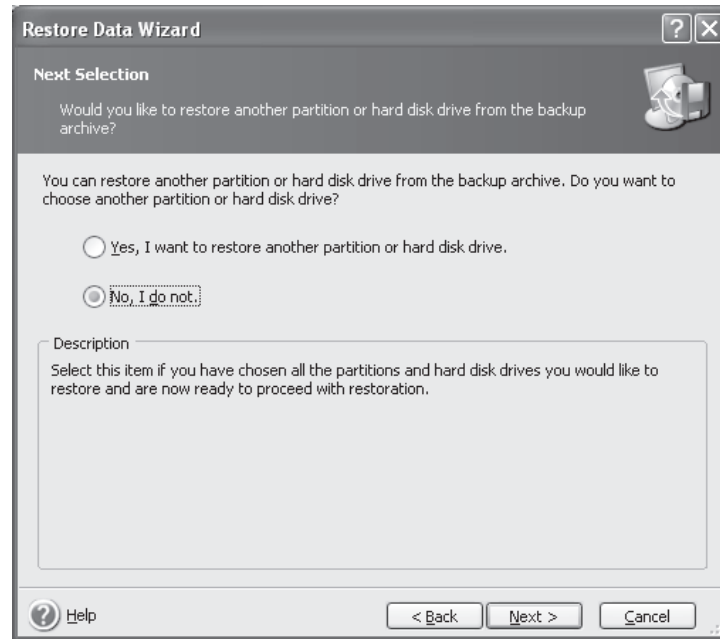 Restore Data Wizard
Next Selection
Would you like to restore another partition or hard disk drive from the backup
archive?
You can restore another partition or hard disk drive from the backup archive. Do you want to
choose another partition or hard disk drive?
Yes, I want to restore another partition or hard disk drive.
No, I do not.
Description
Select this item if you have chosen all the partitions and hard disk drives you would like to
restore and are now ready to proceed with restoration.
Help
< Back
Next >
Cancel